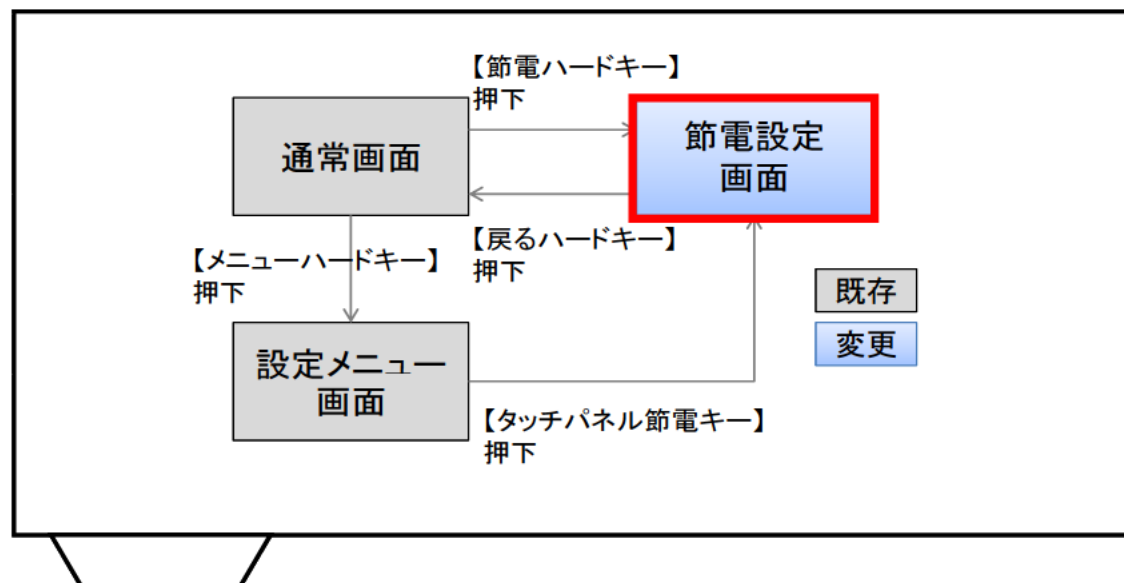 【節電ハードキー】
押下
通常画面
節電設定
画面
【戻るハードキー】
押下
【メニューハードキー】
押下
既存
変更
設定メニュー
画面
【タッチパネル節電キー】
押下